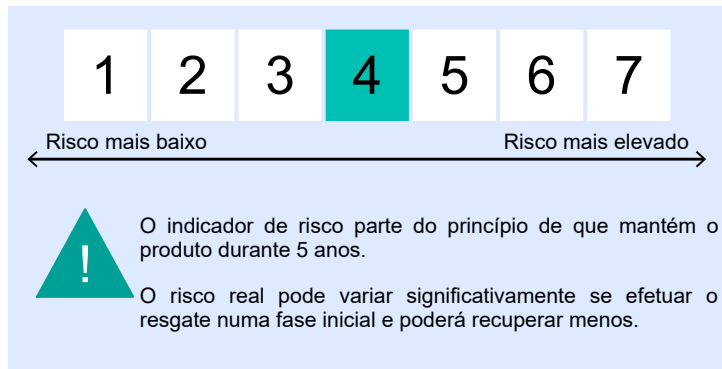 1 2 3 4 5 6 7
Risco mais baixo Risco mais elevado
! O indicador de risco parte do princípio de que mantém o
produto durante 5 anos.
O risco real pode variar significativamente se efetuar o
resgate numa fase inicial e poderá recuperar menos.